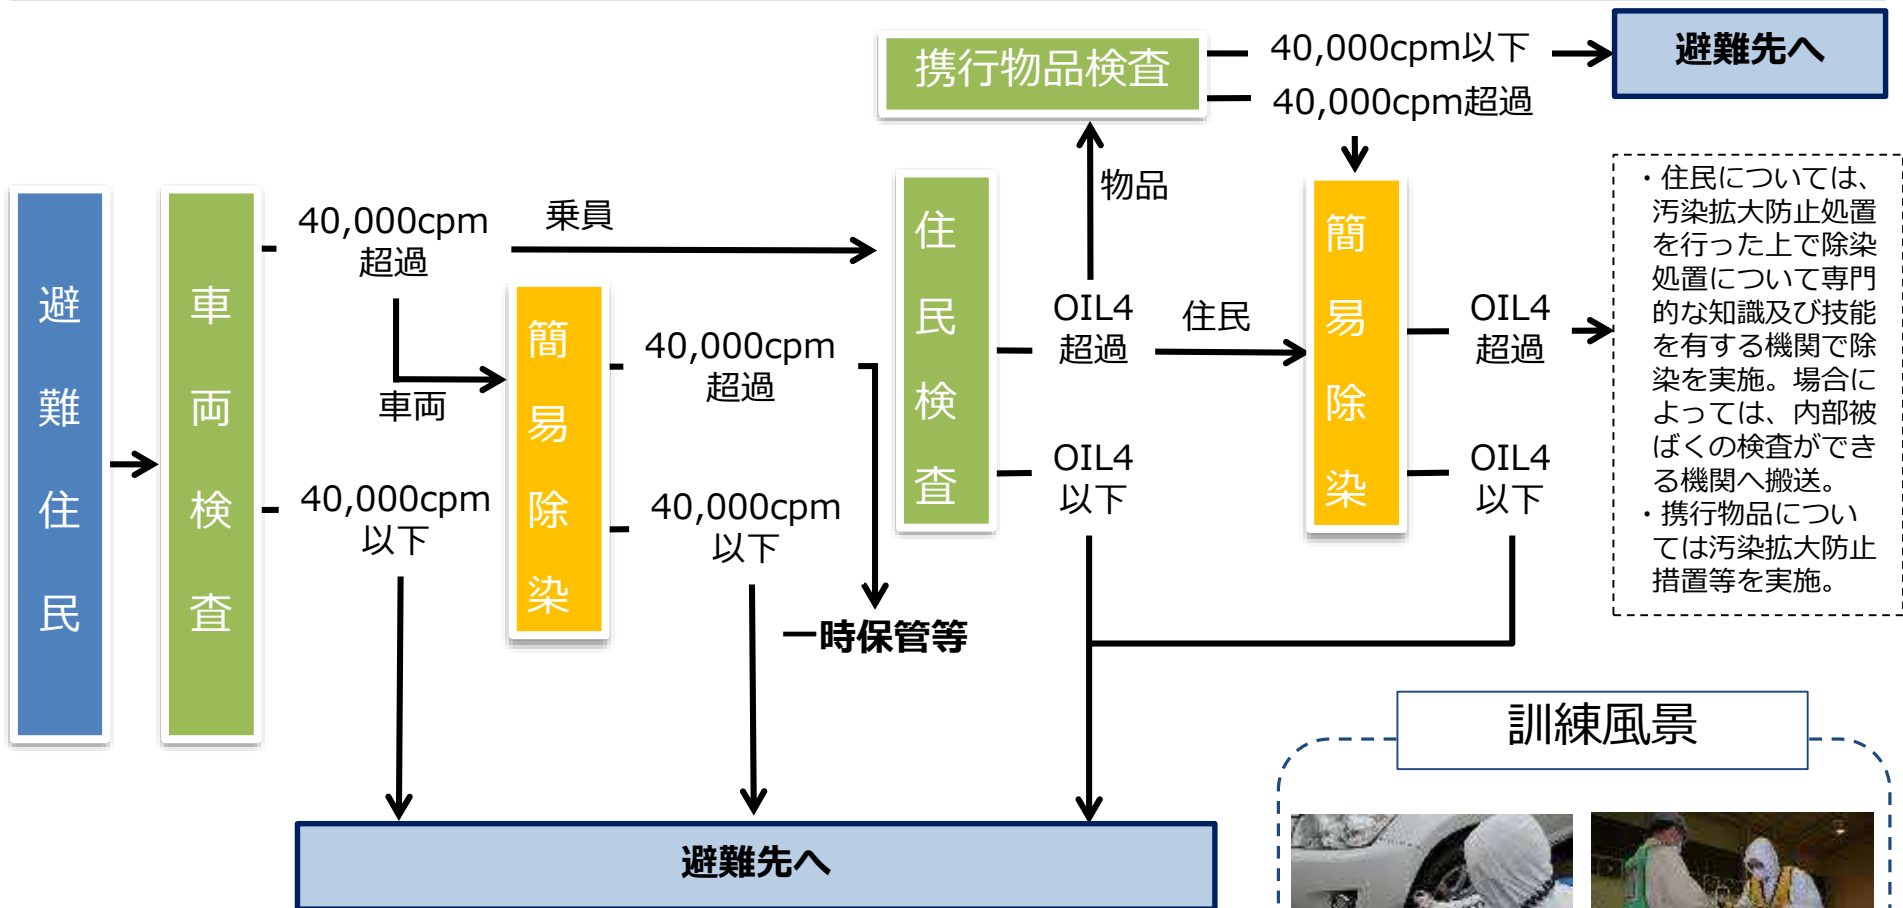 携行物品検査
40,000cpm以下
40,000cpm超過
避難先へ
避難住民
車両検査
40,000cpm
超過
乗員
車両
40,000cpm
以下
簡易除染
40,000cpm
超過
40,000cpm
以下
一時保管等
住民検査
物品
OIL4
超過
住民
OIL4
以下
簡易除染
OIL4
超過
OIL4
以下
・住民については、
汚染拡大防止処置
を行った上で除染
処置について専門
的な知識及び技能
を有する機関で除
染を実施。場合に
よっては、内部被
ばくの検査ができ
る機関へ搬送。
・携行物品につい
ては汚染拡大防止
措置等を実施。
避難先へ
訓練風景